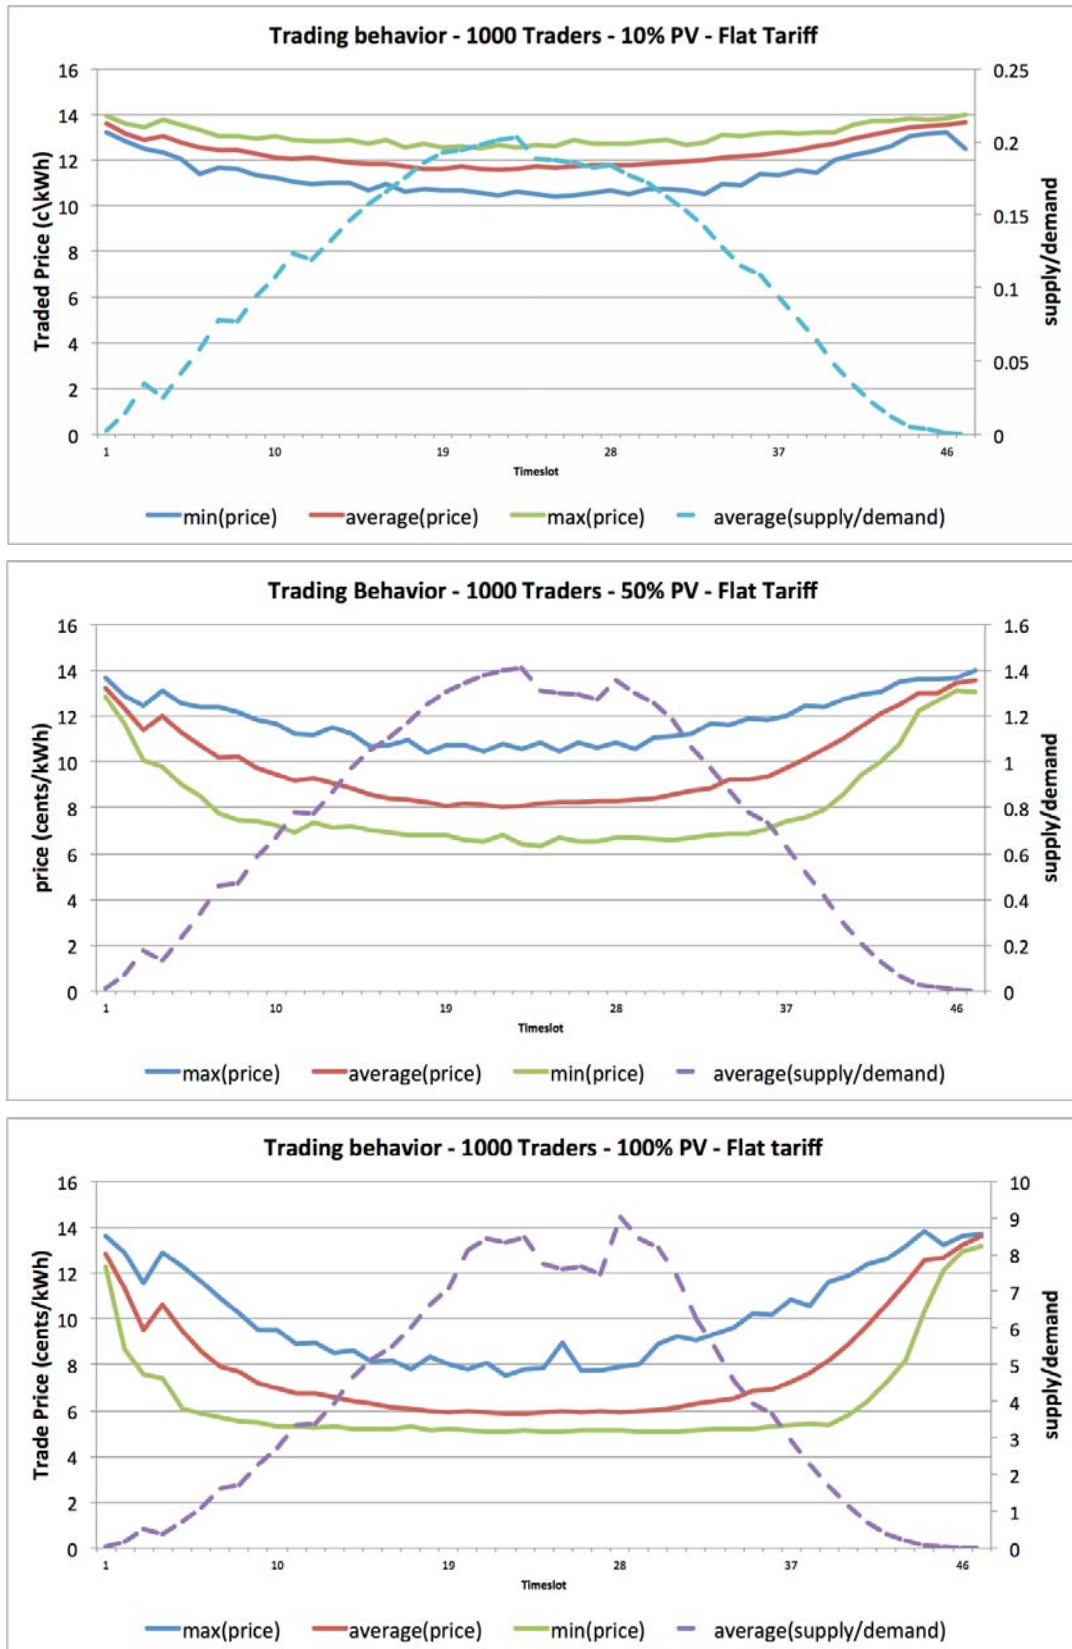 Trading behavior - 1000 Traders - 10% PV - Flat Tariff
16 0.25
14
12 0.2
10 0.15
8
6 0.1
4 0.05
2
0 0
Traded Price (c\kWh)
supply/demand
1 10 19 28 37 46
Timeslot
min(price) average(price) max(price) average(supply/demand)
Trading Behavior - 1000 Traders - 50% PV - Flat Tariff
16 1.6
14 1.4
12 1.2
10 1
8 0.8
6 0.6
4 0.4
2 0.2
0 0
price (cents/kWh)
supply/demand
1 10 19 28 37 46
Timeslot
max(price) average(price) min(price) average(supply/demand)
Trading behavior - 1000 Traders - 100% PV - Flat tariff
16 10
14 9
12 8
10 7
8 6
6 5
4 4
2 3
0 2
1
0
Trade Price (cents/kWh)
supply/demand
1 10 19 28 37 46
Timeslot
max(price) average(price) min(price) average(supply/demand)